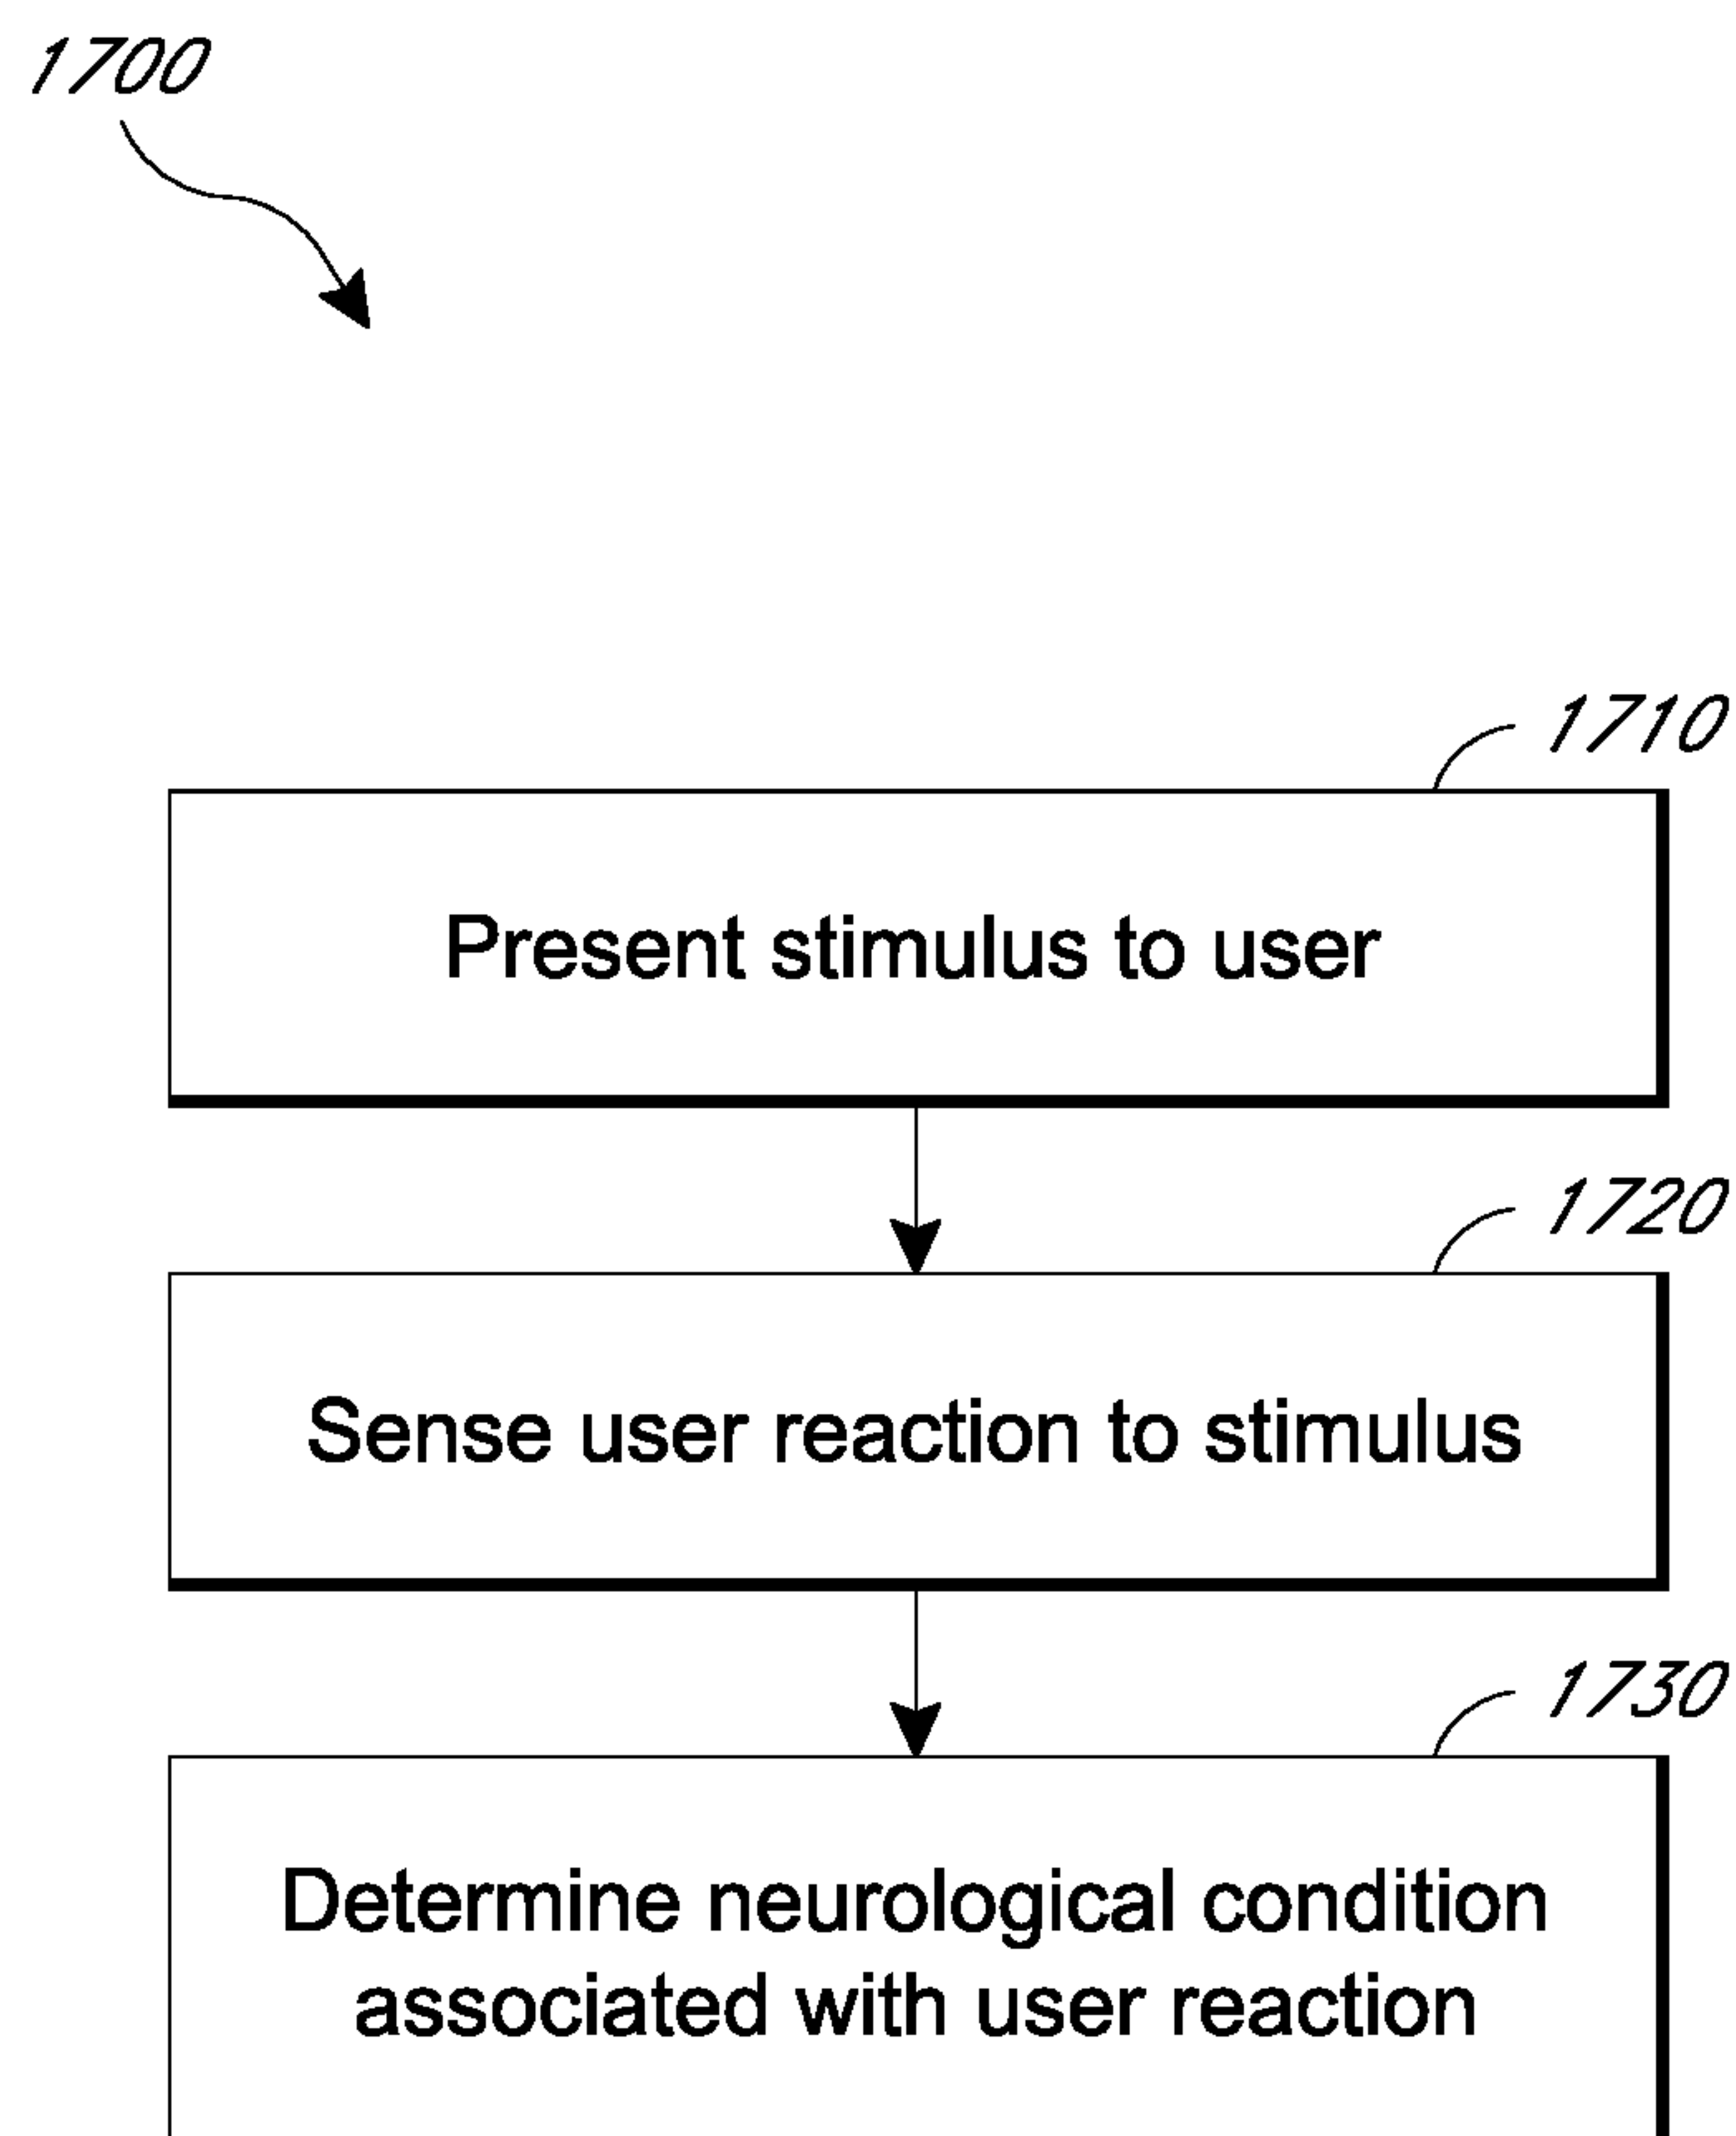 1700
1710
Present stimulus to user
1720
Sense user reaction to stimulus
1730
Determine neurological condition
associated with user reaction